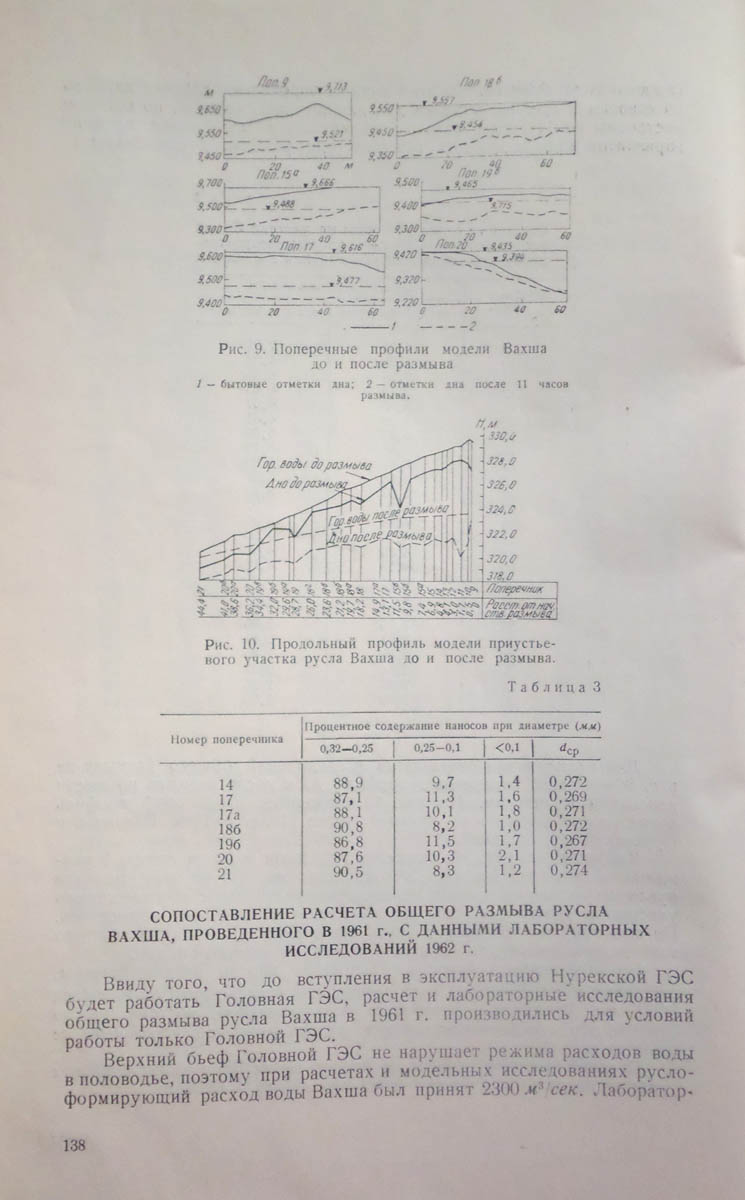 Поп. 9
м
9,713
9,650
9,550
9,521
9,450
0 20 40 м
Поп 18б
9,557
9,550
9,450
9,454
9,350
0 20 40 60
Поп. 15а
9,700
9,666
9,500
9,488
9,300
0 20 40 60
Поп 19б
9,500
9,465
9,400
9,300
0 20 40 60
Поп 17
9,616
9,600
9,500
9,477
9,400
0 20 40 60
Поп 20
9,435
9,420
9,394
9,320
9,220
0 20 40 60
1 2
Рис. 9. Поперечные профили модели Вахша
до и после размыва
1 — бытовые отметки дна; 2 — отметки дна после 11 часов
размыва.
Н, м
330,0
328,0
326,0
324,0
322,0
320,0
318,0
Гор. воды до размыва
Дно до размыва
Гор. воды после размыва
Дно после размыва
Поперечник
Расст. от нач.
ств. размыва
Рис. 10. Продольный профиль модели приустье-
вого участка русла Вахша до и после размыва.
Таблица 3
Номер поперечника
Процентное содержание наносов при диаметре (мм)
0,32—0,25 0,25—0,1 <0,1 dср
14 88,9 9,7 1,4 0,272
17 87,1 11,3 1,6 0,269
17а 88,1 10,1 1,8 0,271
18б 90,8 8,2 1,0 0,272
19б 86,8 11,5 1,7 0,267
20 87,6 10,3 2,1 0,271
21 90,5 8,3 1,2 0,274
СОПОСТАВЛЕНИЕ РАСЧЕТА ОБЩЕГО РАЗМЫВА РУСЛА
ВАХША, ПРОВЕДЕННОГО В 1961 г., С ДАННЫМИ ЛАБОРАТОРНЫХ
ИССЛЕДОВАНИЙ 1962 г.
Ввиду того, что до вступления в эксплуатацию Нурекской ГЭС
будет работать Головная ГЭС, расчет и лабораторные исследования
общего размыва русла Вахша в 1961 г. производились для условий
работы только Головной ГЭС.
Верхний бьеф Головной ГЭС не нарушает режима расходов воды
в половодье, поэтому при расчетах и модельных исследованиях русло-
формирующий расход воды Вахша был принят 2300 м³/сек. Лаборатор-
138